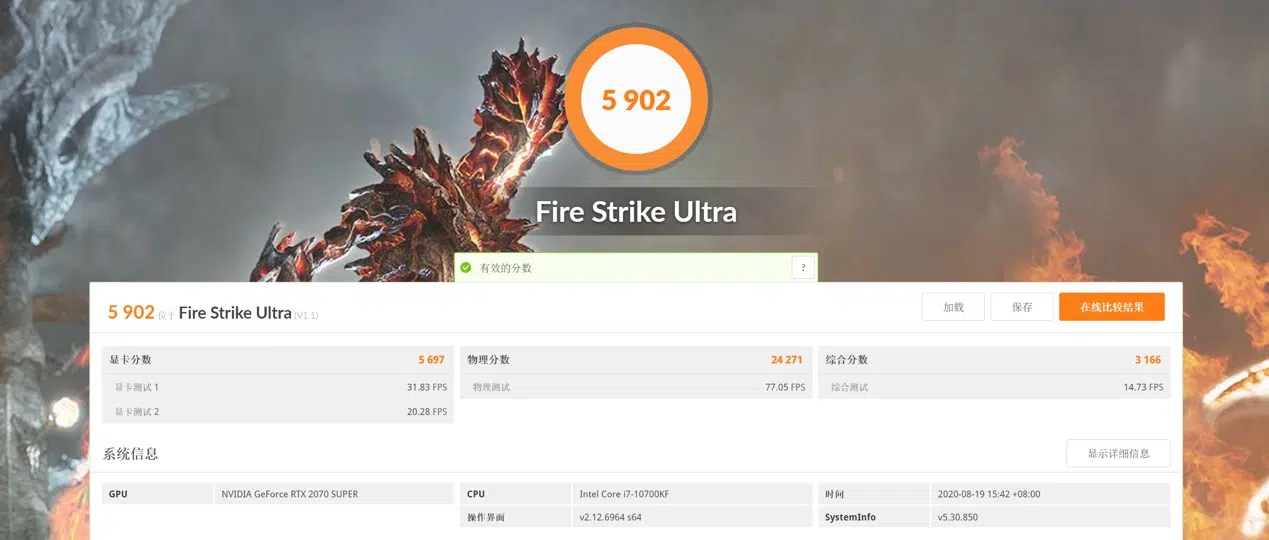 5 902
Fire Strike Ultra
有效的分数 ?
5 902 位于 Fire Strike Ultra (V1.1) 加载 保存 在线比较结果
显卡分数 5 697 物理分数 24 271 综合分数 3 166
显卡测试 1 31.83 FPS 物理测试 77.05 FPS 综合测试 14.73 FPS
显卡测试 2 20.28 FPS
系统信息 显示详细信息
GPU NVIDIA GeForce RTX 2070 SUPER CPU Intel Core i7-10700KF 时间 2020-08-19 15:42 +08:00
操作界面 v2.12.6964 s64 SystemInfo v5.30.850